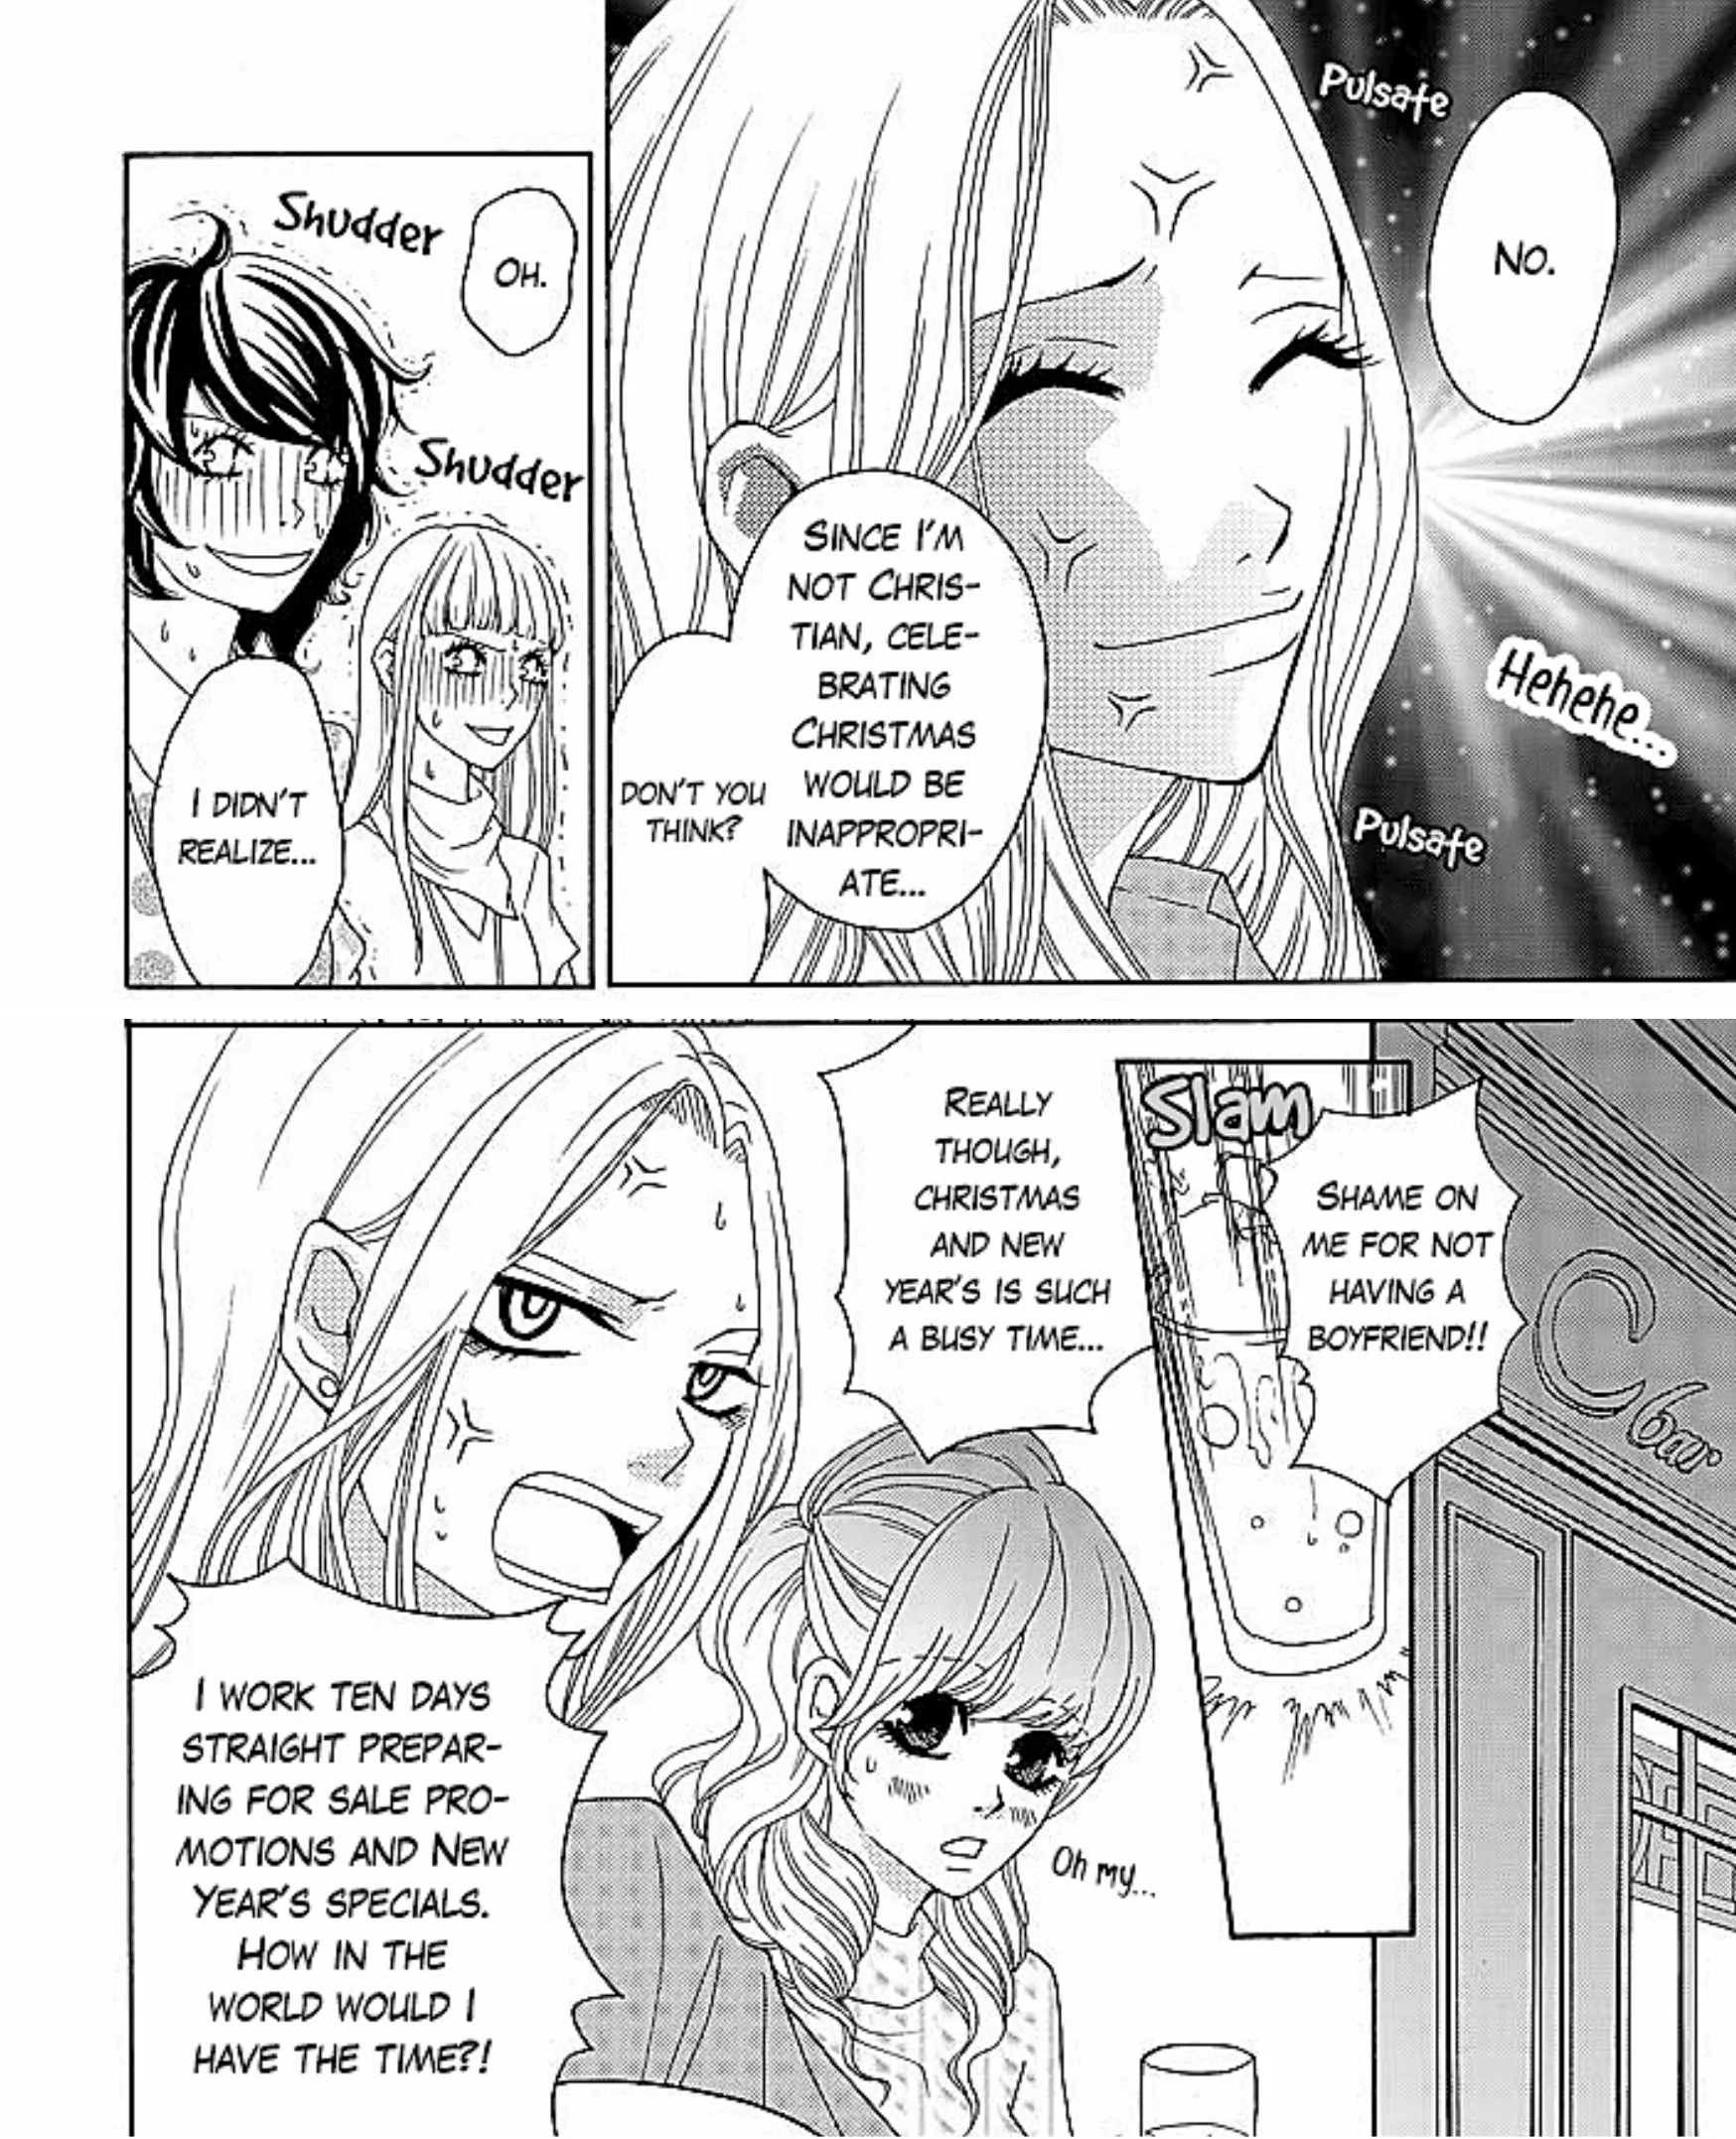 Pulsate
NO.
SINCE I'M
NOT CHRIS-
TIAN, CELE-
BRATING
CHRISTMAS
WOULD BE
INAPPROPRI-
ATE...
DON'T YOU
THINK?
Hehehe...
Pulsate
OH.
Shudder
Shudder
I DIDN'T
REALIZE...
C bar
SHAME ON
ME FOR NOT
HAVING A
BOYFRIEND!!
Slam
REALLY
THOUGH,
CHRISTMAS
AND NEW
YEAR'S IS SUCH
A BUSY TIME...
I WORK TEN DAYS
STRAIGHT PREPAR-
ING FOR SALE PRO-
MOTIONS AND NEW
YEAR'S SPECIALS.
HOW IN THE
WORLD WOULD I
HAVE THE TIME?!
Oh my...